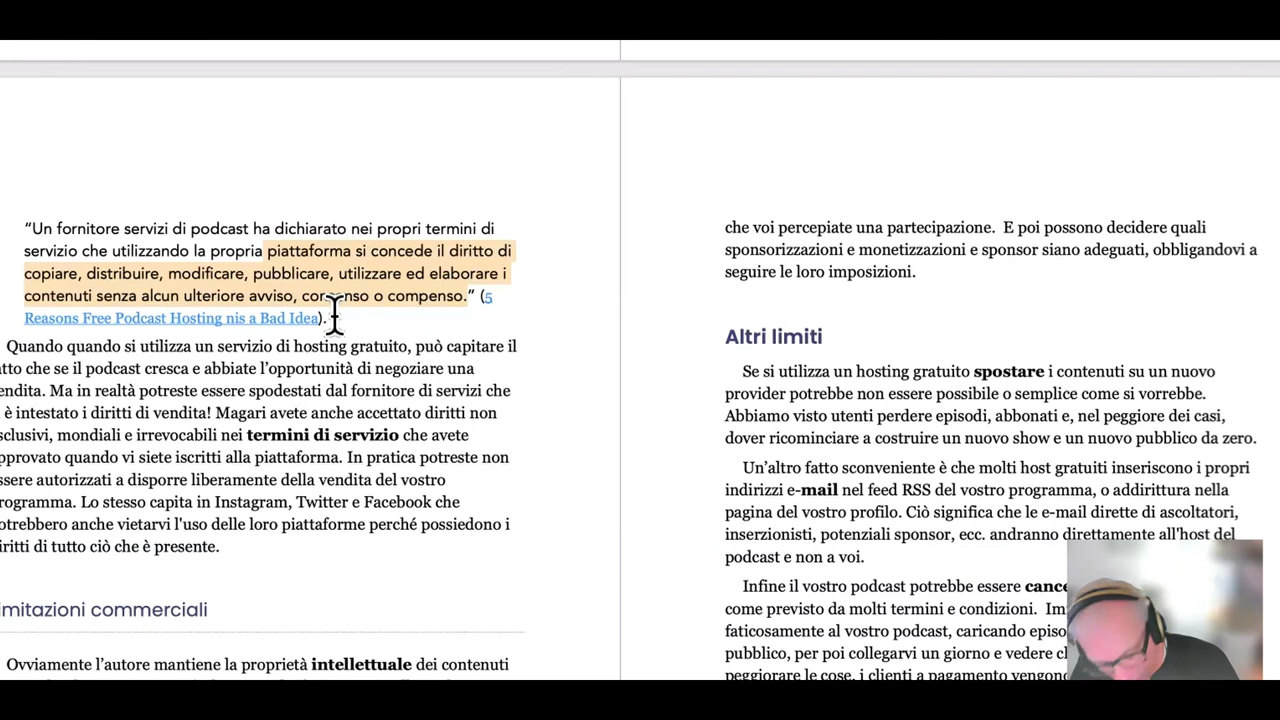 “Un fornitore servizi di podcast ha dichiarato nei propri termini di
servizio che utilizzando la propria piattaforma si concede il diritto di
copiare, distribuire, modificare, pubblicare, utilizzare ed elaborare i
contenuti senza alcun ulteriore avviso, consenso o compenso.“ (5
Reasons Free Podcast Hosting nis a Bad Idea).
Quando quando si utilizza un servizio di hosting gratuito, può capitare il
che se il podcast cresca e abbiate l’opportunità di negoziare una
Ma in realtà potreste essere spodestati dal fornitore di servizi che
è intestato i diritti di vendita! Magari avete anche accettato diritti non
mondiali e irrevocabili nei termini di servizio che avete
quando vi siete iscritti alla piattaforma. In pratica potreste non
autorizzati a disporre liberamente della vendita del vostro
Lo stesso capita in Instagram, Twitter e Facebook che
anche vietarvi l'uso delle loro piattaforme perché possiedono i
di tutto ciò che è presente.
commerciali
Ovviamente l’autore mantiene la proprietà intellettuale dei contenuti
che voi percepiate una partecipazione. E poi possono decidere quali
sponsorizzazioni e monetizzazioni e sponsor siano adeguati, obbligandovi a
seguire le loro imposizioni.
Altri limiti
Se si utilizza un hosting gratuito spostare i contenuti su un nuovo
provider potrebbe non essere possibile o semplice come si vorrebbe.
Abbiamo visto utenti perdere episodi, abbonati e, nel peggiore dei casi,
dover ricominciare a costruire un nuovo show e un nuovo pubblico da zero.
Un’altro fatto sconveniente è che molti host gratuiti inseriscono i propri
indirizzi e-mail nel feed RSS del vostro programma, o addirittura nella
pagina del vostro profilo. Ciò significa che le e-mail dirette di ascoltatori,
inserzionisti, potenziali sponsor, ecc. andranno direttamente all'host del
podcast e non a voi.
Infine il vostro podcast potrebbe essere
come previsto da molti termini e condizioni.
faticosamente al vostro podcast, caricando
pubblico, per poi collegarvi un giorno e vedere
peggiorare le cose, i clienti a pagamento